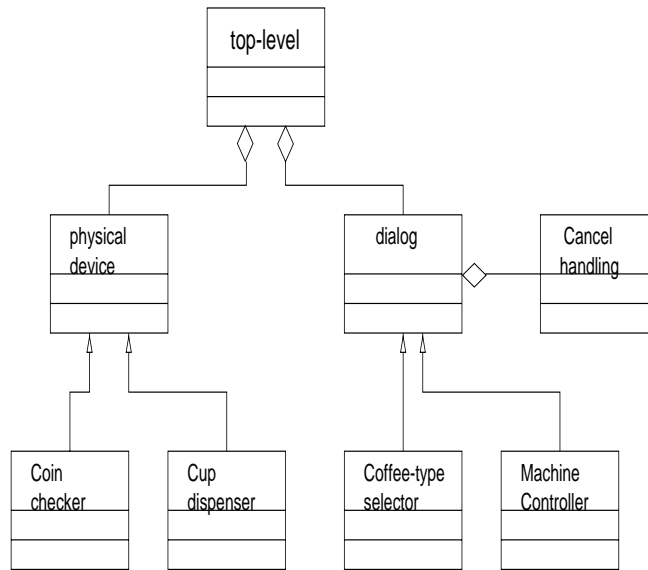 top-level
physical
device
dialog
Cancel
handling
Coin
checker
Cup
dispenser
Coffee-type
selector
Machine
Controller